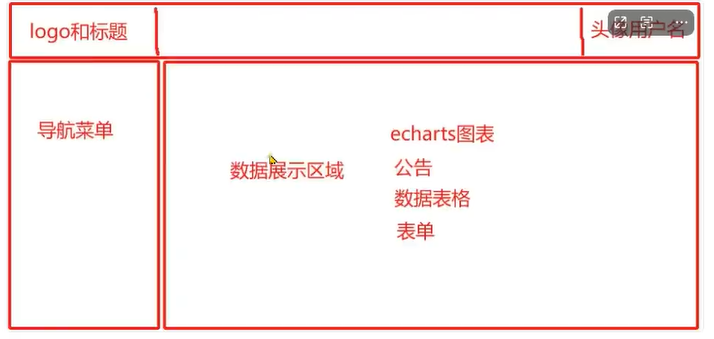 logo和标题
头像用户名
导航菜单
echarts图表
数据展示区域
公告
数据表格
表单